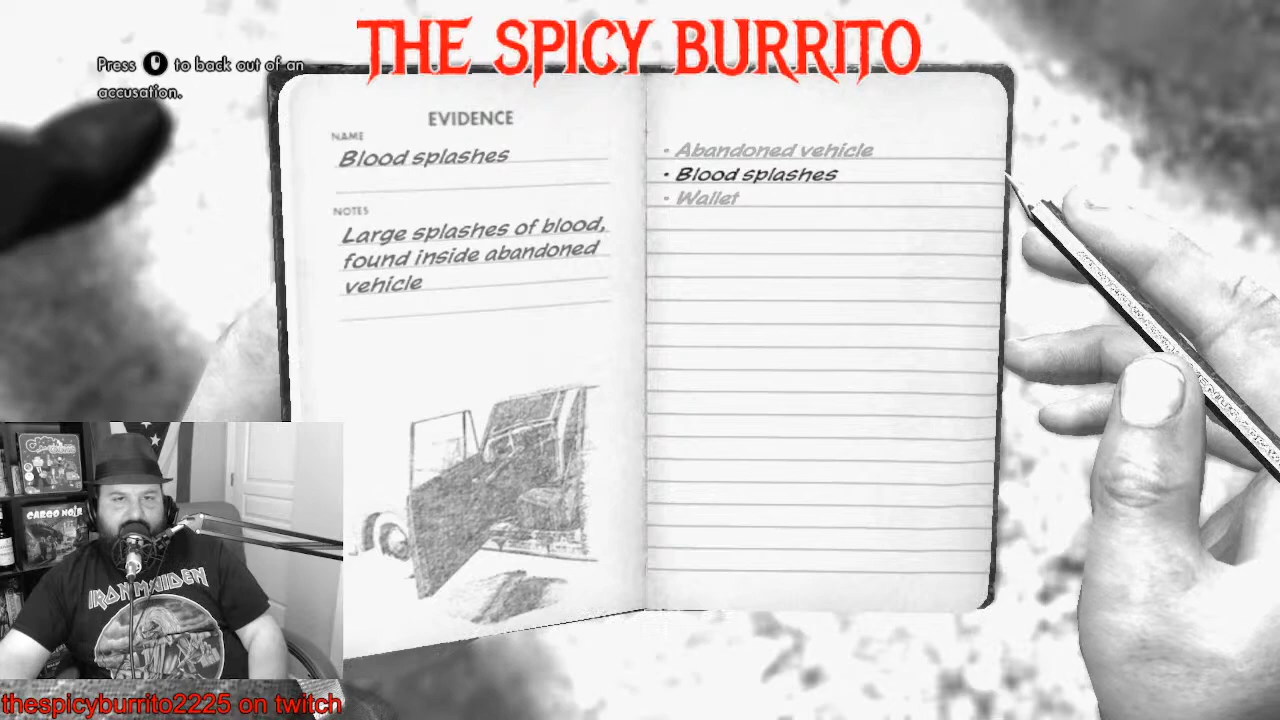 THE SPICY BURRITO
Press to back out of an
accusation.
EVIDENCE
NAME
Blood splashes
NOTES
Large splashes of blood,
found inside abandoned
vehicle
· Abandoned vehicle
· Blood splashes
· Wallet
CARGO NOIR
IRON MAIDEN
thespicyburrito2225 on twitch